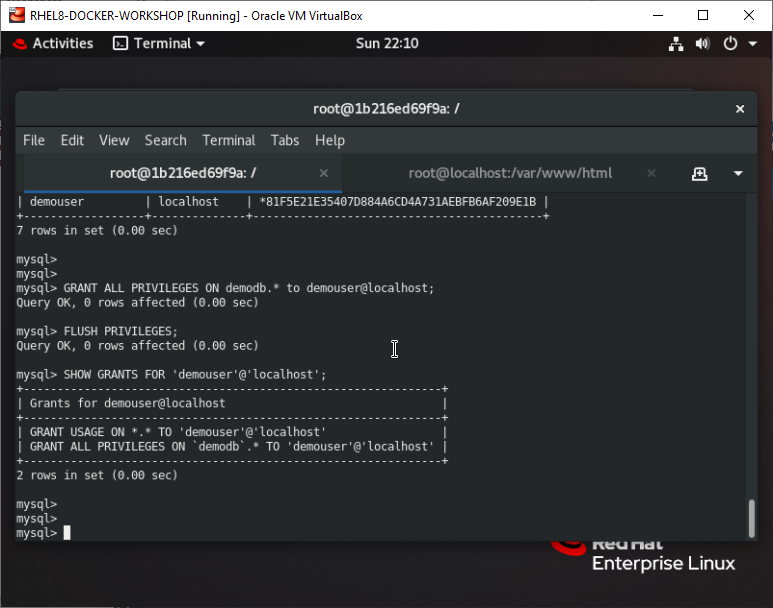 RHEL8-DOCKER-WORKSHOP [Running] - Oracle VM VirtualBox
Activities Terminal Sun 22:10
root@1b216ed69f9a: /
File Edit View Search Terminal Tabs Help
root@1b216ed69f9a: / root@localhost:/var/www/html
| demouser | localhost | *81F5E21E35407D884A6CD4A731AEBFB6AF209E1B |
+----------------+-------------+-------------------------------------------+
7 rows in set (0.00 sec)
mysql>
mysql>
mysql> GRANT ALL PRIVILEGES ON demodb.* to demouser@localhost;
Query OK, 0 rows affected (0.00 sec)
mysql> FLUSH PRIVILEGES;
Query OK, 0 rows affected (0.00 sec)
mysql> SHOW GRANTS FOR 'demouser'@'localhost';
+--------------------------------------------------------------+
| Grants for demouser@localhost |
+--------------------------------------------------------------+
| GRANT USAGE ON *.* TO 'demouser'@'localhost' |
| GRANT ALL PRIVILEGES ON `demodb`.* TO 'demouser'@'localhost' |
+--------------------------------------------------------------+
2 rows in set (0.00 sec)
mysql>
mysql>
mysql>
Red Hat
Enterprise Linux